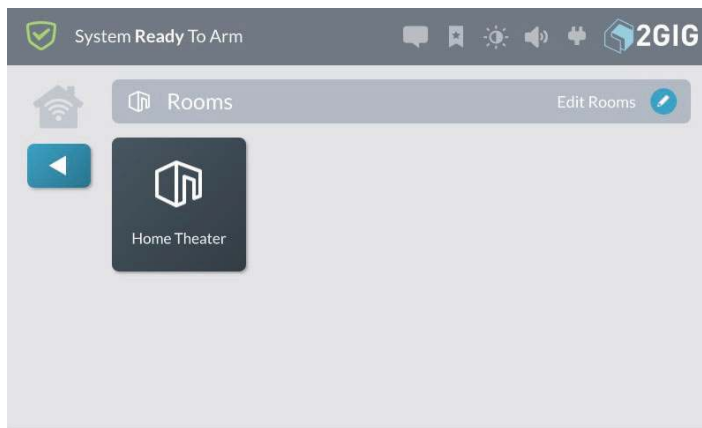 System Ready To Arm
2GIG
Rooms
Edit Rooms
Home Theater